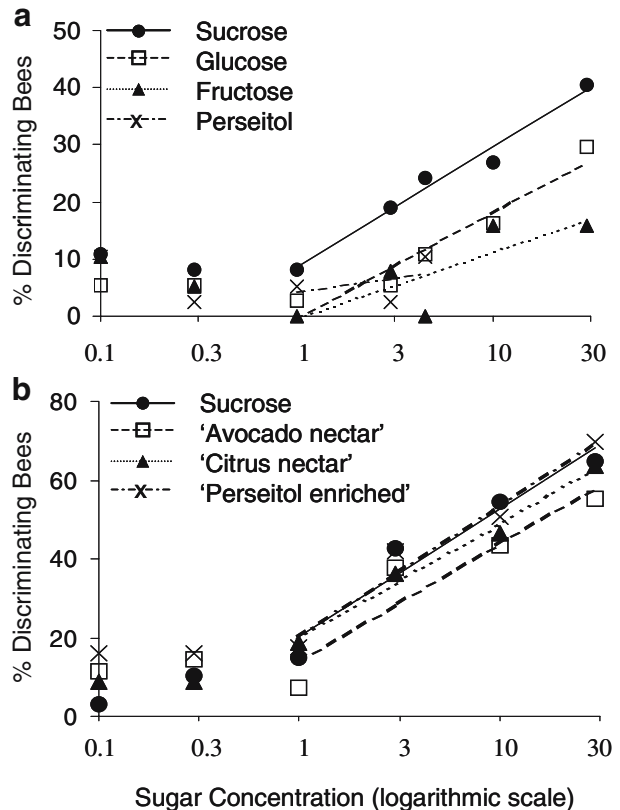 a
50
40
30
20
10
0
% Discriminating Bees
Sucrose
Glucose
Fructose
Perseitol
0.1 0.3 1 3 10 30
b
80
60
40
20
0
% Discriminating Bees
Sucrose
‘Avocado nectar’
‘Citrus nectar’
‘Perseitol enriched’
0.1 0.3 1 3 10 30
Sugar Concentration (logarithmic scale)